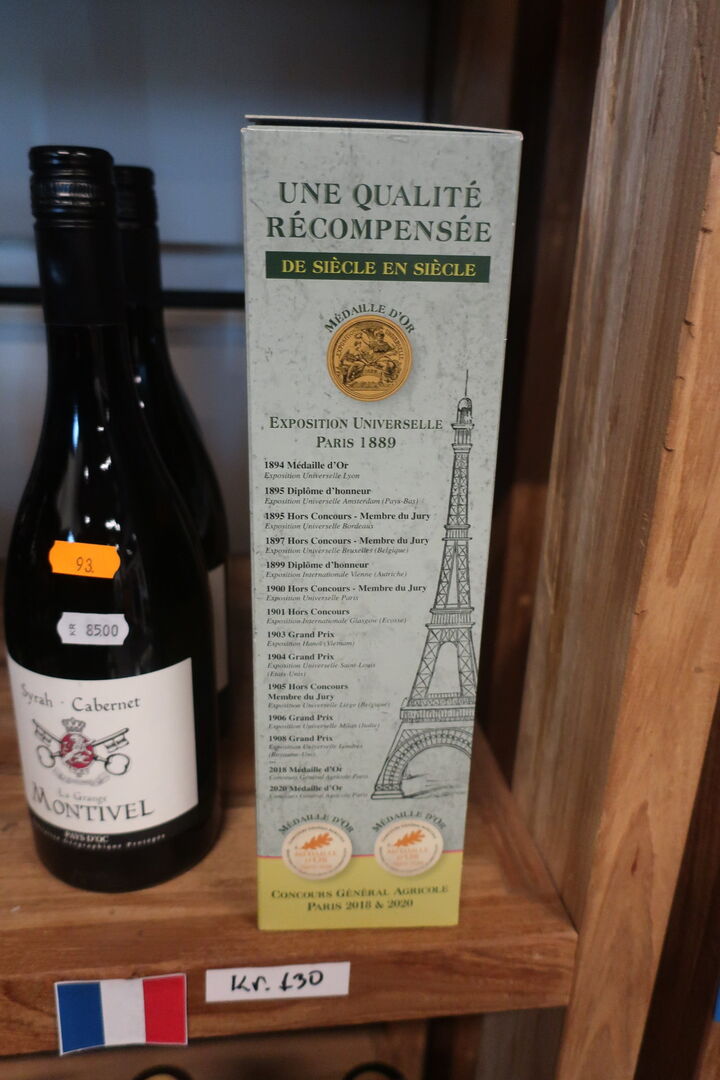 UNE QUALITÉ
RÉCOMPENSÉE
DE SIÈCLE EN SIÈCLE
MÉDAILLE D'OR
EXPOSITION UNIVERSELLE
PARIS 1889
1894 Médaille d'Or
Exposition Universelle Lyon
1895 Diplôme d'honneur
Exposition Universelle Amsterdam (Pays-Bas)
1895 Hors Concours - Membre du Jury
Exposition Universelle Bordeaux
1897 Hors Concours - Membre du Jury
Exposition Universelle Bruxelles (Belgique)
1899 Diplôme d'honneur
Exposition Internationale Vienne (Autriche)
1900 Hors Concours - Membre du Jury
Exposition Universelle Paris
1901 Hors Concours
Exposition Internationale Glasgow (Ecosse)
1903 Grand Prix
Exposition Hanoï (Vietnam)
1904 Grand Prix
Exposition Universelle Saint-Louis
(Etats-Unis)
1905 Hors Concours
Membre du Jury
Exposition Universelle Liège (Belgique)
1906 Grand Prix
Exposition Universelle Milan (Italie)
1908 Grand Prix
Exposition Universelle Londres
(Royaume-Uni)
...
2018 Médaille d'Or
Concours Général Agricole Paris
2020 Médaille d'Or
Concours Général Agricole Paris
MÉDAILLE D'OR
MÉDAILLE D'OR
CONCOURS GÉNÉRAL AGRICOLE
PARIS 2018 & 2020
93.
KR 8500
Syrah · Cabernet
La Grange
MONTIVEL
PAYS D'OC
Kr. 130